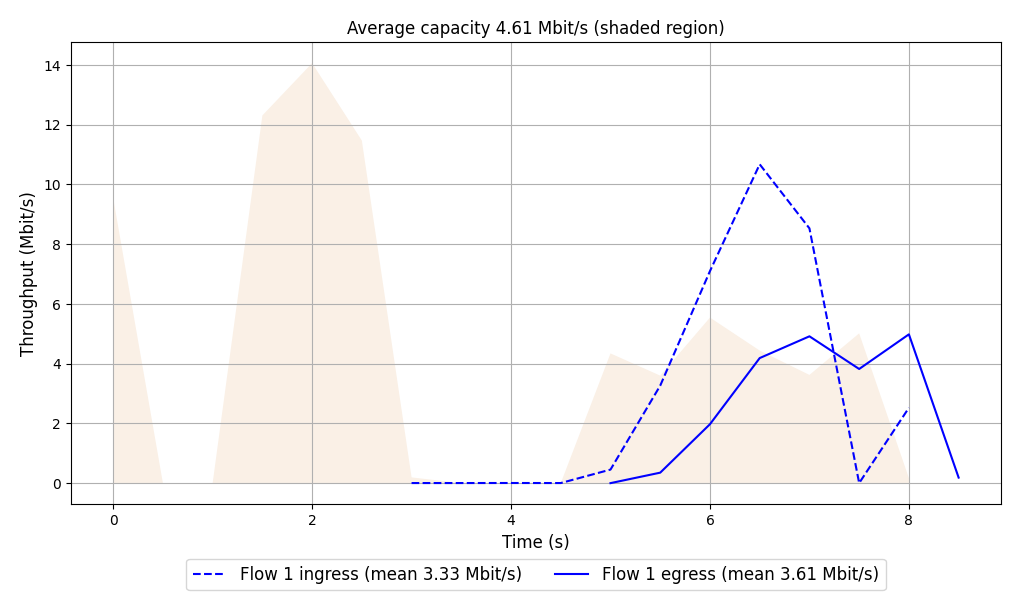 Average capacity 4.61 Mbit/s (shaded region)
14
12
10
8
6
4
2
0
Throughput (Mbit/s)
0 2 4 6 8
Time (s)
Flow 1 ingress (mean 3.33 Mbit/s) Flow 1 egress (mean 3.61 Mbit/s)